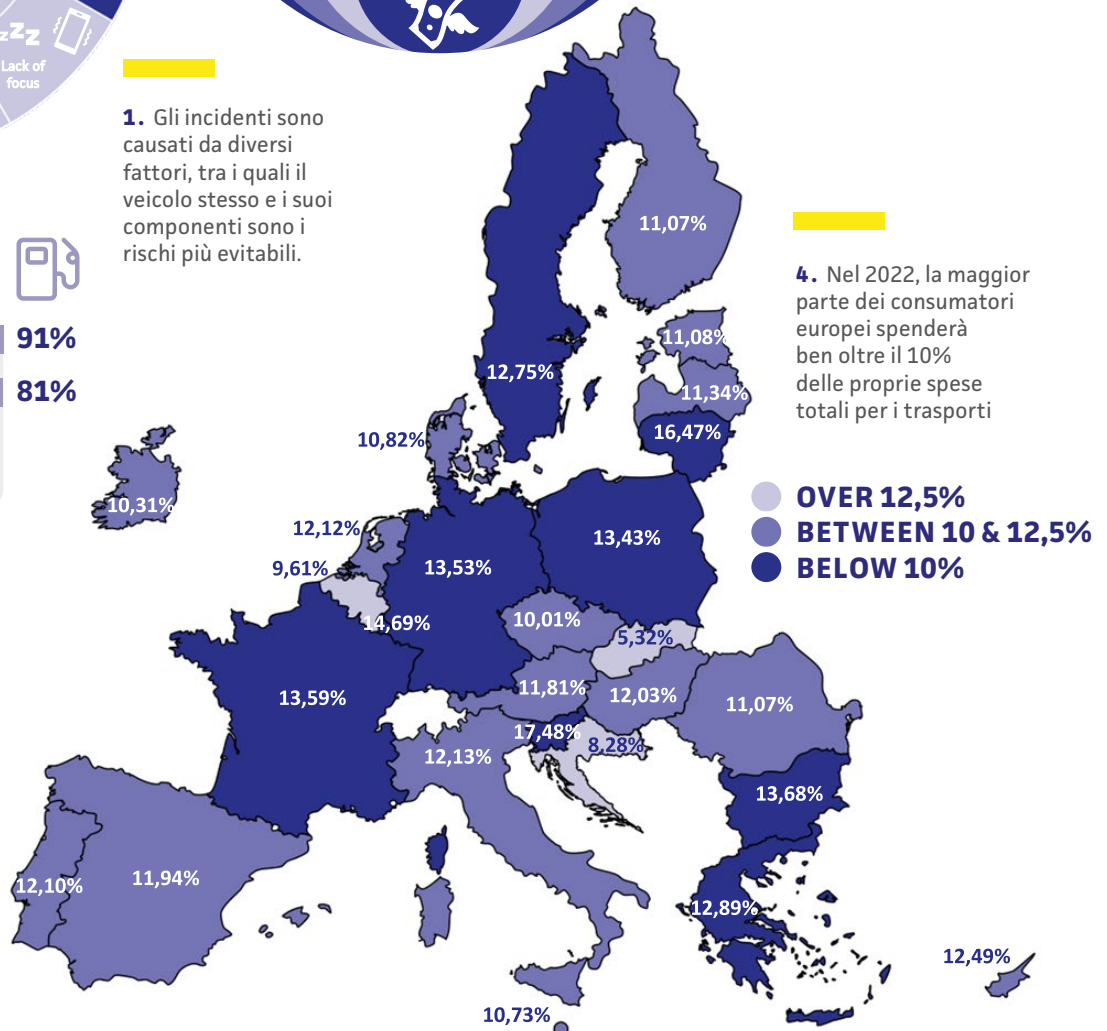 zzZ
Lack of
focus
1. Gli incidenti sono
causati da diversi
fattori, tra i quali il
veicolo stesso e i suoi
componenti sono i
rischi più evitabili.
91%
81%
4. Nel 2022, la maggior
parte dei consumatori
europei spenderà
ben oltre il 10%
delle proprie spese
totali per i trasporti
OVER 12,5%
BETWEEN 10 & 12,5%
BELOW 10%
11,07%
11,08%
12,75%
11,34%
16,47%
10,82%
10,31%
12,12%
13,43%
9,61%
13,53%
14,69%
10,01%
5,32%
11,81%
12,03%
13,59%
11,07%
17,48%
8,28%
12,13%
13,68%
12,10%
11,94%
12,89%
12,49%
10,73%